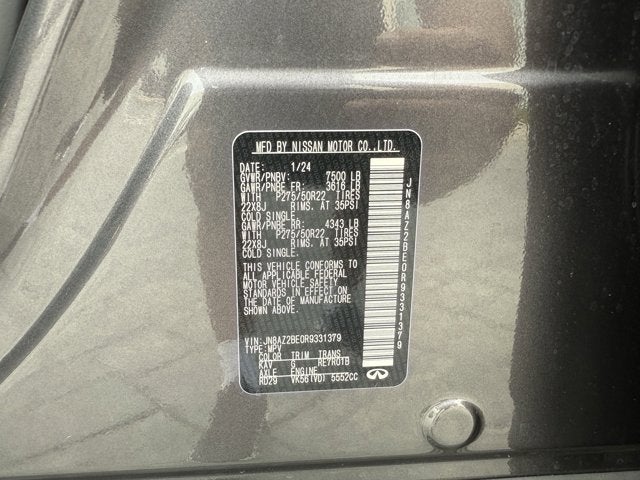 MFD BY NISSAN MOTOR CO.,LTD.
DATE: 1/24
GVWR/PNBV: 7500 LB
GAWR/PNBE FR: 3616 LB
WITH P275/50R22 TIRES
22X8J RIMS. AT 35PSI
COLD SINGLE.
GAWR/PNBE RR: 4343 LB
WITH P275/50R22 TIRES
22X8J RIMS. AT 35PSI
COLD SINGLE.
THIS VEHICLE CONFORMS TO
ALL APPLICABLE FEDERAL
MOTOR VEHICLE SAFETY
STANDARDS IN EFFECT ON
THE DATE OF MANUFACTURE
SHOWN ABOVE.
VIN: JN8AZ2BE0R9331379
TYPE: MPV
COLOR TRIM TRANS
KAV G RE7R01B
AXLE ENGINE
RD29 VK56(VD) 5552CC
JN8AZ2BE0R9331379